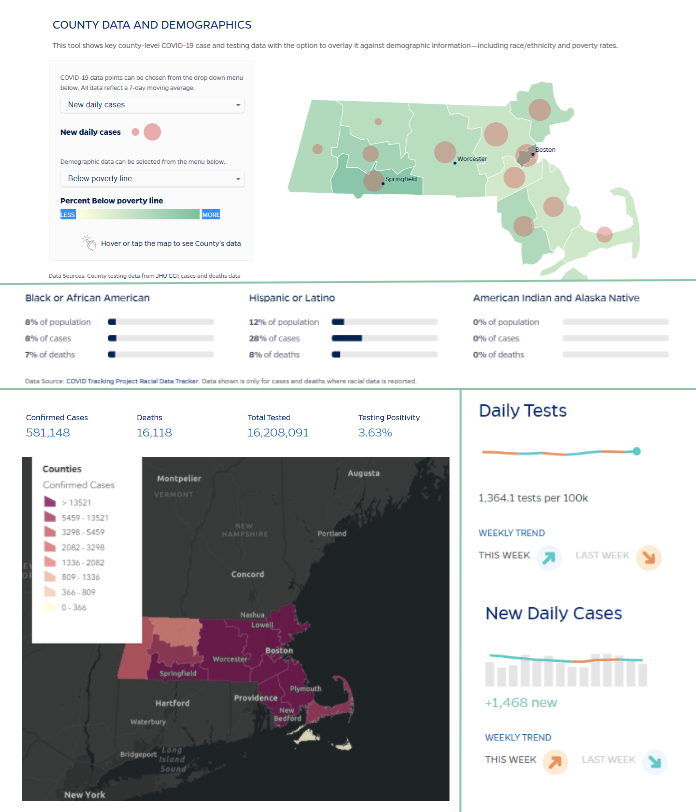 COUNTY DATA AND DEMOGRAPHICS
This tool shows key county-level COVID-19 case and testing data with the option to overlay it against demographic information—including race/ethnicity and poverty rates.
COVID-19 data points can be chosen from the drop down menu
below. All data reflect a 7-day moving average.
New daily cases
New daily cases
Demographic data can be selected from the menu below.
Below poverty line
Percent Below poverty line
LESS MORE
Hover or tap the map to see County's data
Boston
Worcester
Springfield
Data Sources: County testing data from JHU CCI; cases and deaths data
Black or African American
8% of population
8% of cases
7% of deaths
Hispanic or Latino
12% of population
28% of cases
8% of deaths
American Indian and Alaska Native
0% of population
0% of cases
0% of deaths
Data Source: COVID Tracking Project Racial Data Tracker. Data shown is only for cases and deaths where racial data is reported.
Confirmed Cases Deaths Total Tested Testing Positivity
581,148 16,118 16,208,091 3.63%
Counties
Confirmed Cases
> 13521
5459 - 13521
3298 - 5459
2082 - 3298
1336 - 2082
809 - 1336
366 - 809
0 - 366
Montpelier
VERMONT
Augusta
NEW
HAMPSHIRE
Portland
Concord
Nashua
Lowell
Boston
Worcester
Springfield
Plymouth
Providence
New
Bedford
Hartford
Waterbury
Bridgeport
Long
Island
Sound
New York
Daily Tests
1,364.1 tests per 100k
WEEKLY TREND
THIS WEEK LAST WEEK
New Daily Cases
+1,468 new
WEEKLY TREND
THIS WEEK LAST WEEK